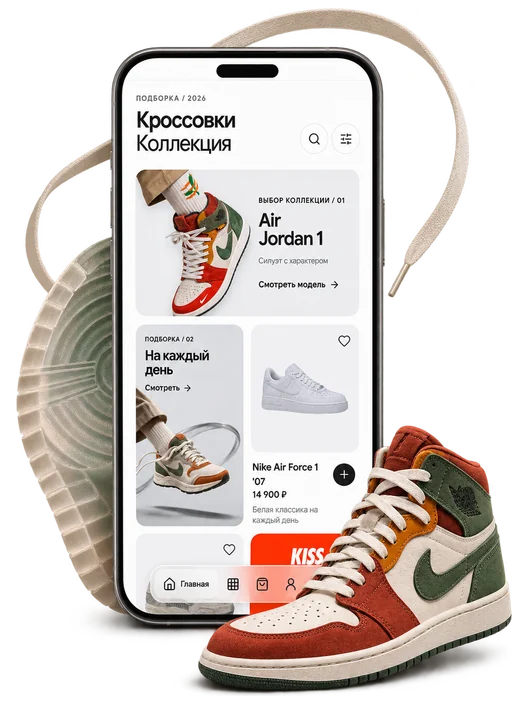 ПОДБОРКА / 2026
Кроссовки
Коллекция
ВЫБОР КОЛЛЕКЦИИ / 01
Air
Jordan 1
Силуэт с характером
Смотреть модель →
ПОДБОРКА / 02
На каждый
день
Смотреть →
Nike Air Force 1
'07
14 900 ₽
Белая классика на
каждый день
KISS
Главная